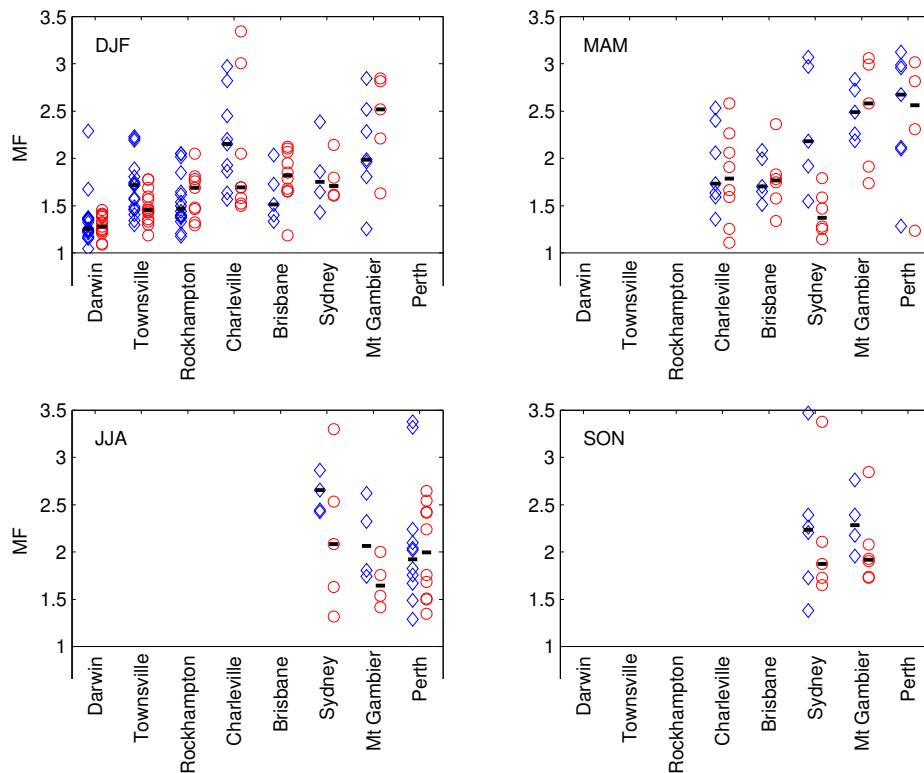 3.5
DJF
3
2.5
MF
2
1.5
1
Darwin
Townsville
Rockhampton
Charleville
Brisbane
Sydney
Mt Gambier
Perth
3.5
MAM
3
2.5
2
1.5
1
Darwin
Townsville
Rockhampton
Charleville
Brisbane
Sydney
Mt Gambier
Perth
3.5
JJA
3
2.5
MF
2
1.5
1
Darwin
Townsville
Rockhampton
Charleville
Brisbane
Sydney
Mt Gambier
Perth
3.5
SON
3
2.5
2
1.5
1
Darwin
Townsville
Rockhampton
Charleville
Brisbane
Sydney
Mt Gambier
Perth